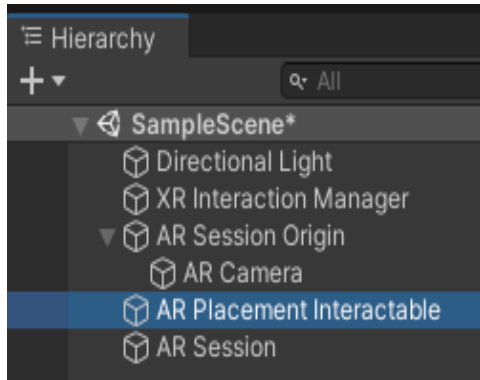 Hierarchy
All
SampleScene*
Directional Light
XR Interaction Manager
AR Session Origin
AR Camera
AR Placement Interactable
AR Session